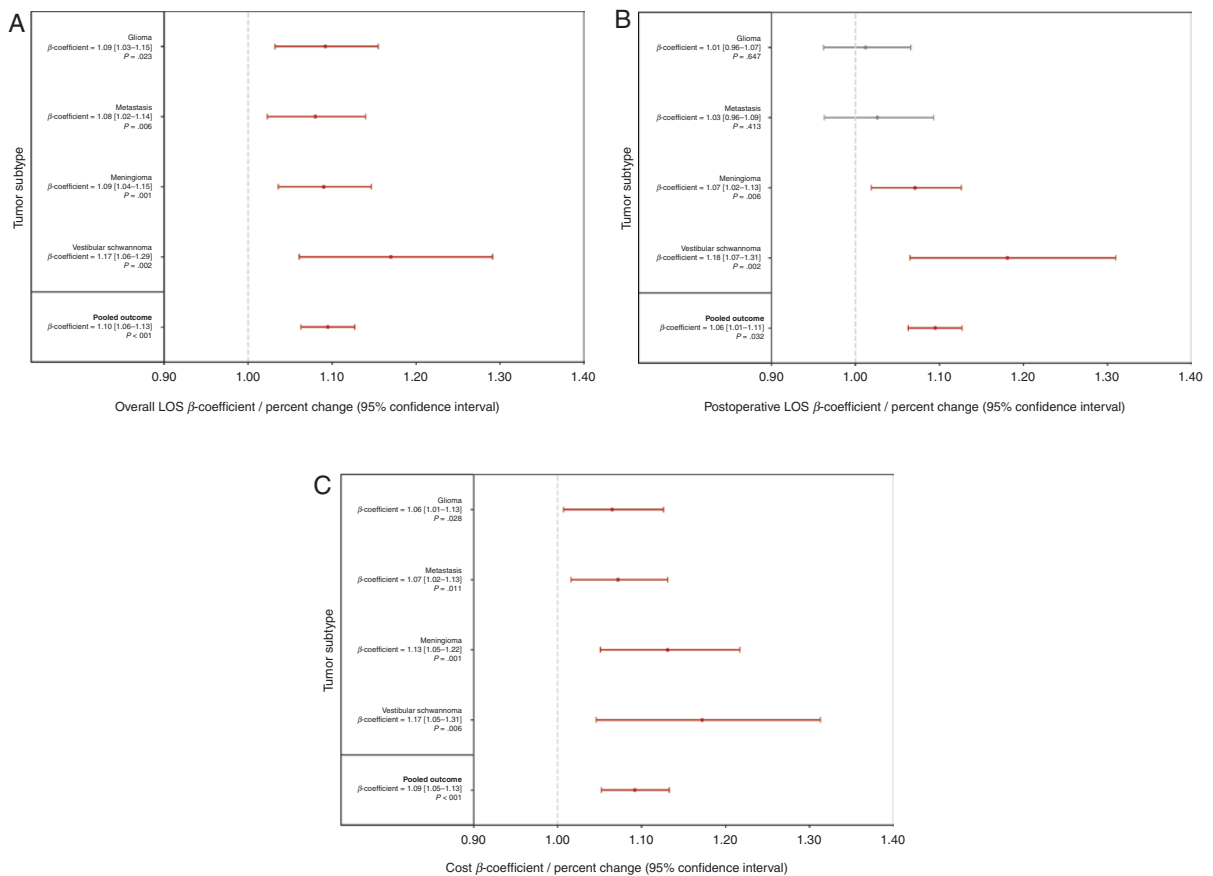 A
Tumor subtype
Glioma
β-coefficient = 1.09 [1.03–1.15]
P = .023
Metastasis
β-coefficient = 1.08 [1.02–1.14]
P = .006
Meningioma
β-coefficient = 1.09 [1.04–1.15]
P = .001
Vestibular schwannoma
β-coefficient = 1.17 [1.06–1.29]
P = .002
Pooled outcome
β-coefficient = 1.10 [1.06–1.13]
P < 001
0.90 1.00 1.10 1.20 1.30 1.40
Overall LOS β-coefficient / percent change (95% confidence interval)
B
Tumor subtype
Glioma
β-coefficient = 1.01 [0.96–1.07]
P = .647
Metastasis
β-coefficient = 1.03 [0.96–1.09]
P = .413
Meningioma
β-coefficient = 1.07 [1.02–1.13]
P = .006
Vestibular schwannoma
β-coefficient = 1.18 [1.07–1.31]
P = .002
Pooled outcome
β-coefficient = 1.06 [1.01–1.11]
P = .032
0.90 1.00 1.10 1.20 1.30 1.40
Postoperative LOS β-coefficient / percent change (95% confidence interval)
C
Tumor subtype
Glioma
β-coefficient = 1.06 [1.01–1.13]
P = .028
Metastasis
β-coefficient = 1.07 [1.02–1.13]
P = .011
Meningioma
β-coefficient = 1.13 [1.05–1.22]
P = .001
Vestibular schwannoma
β-coefficient = 1.17 [1.05–1.31]
P = .006
Pooled outcome
β-coefficient = 1.09 [1.05–1.13]
P < 001
0.90 1.00 1.10 1.20 1.30 1.40
Cost β-coefficient / percent change (95% confidence interval)